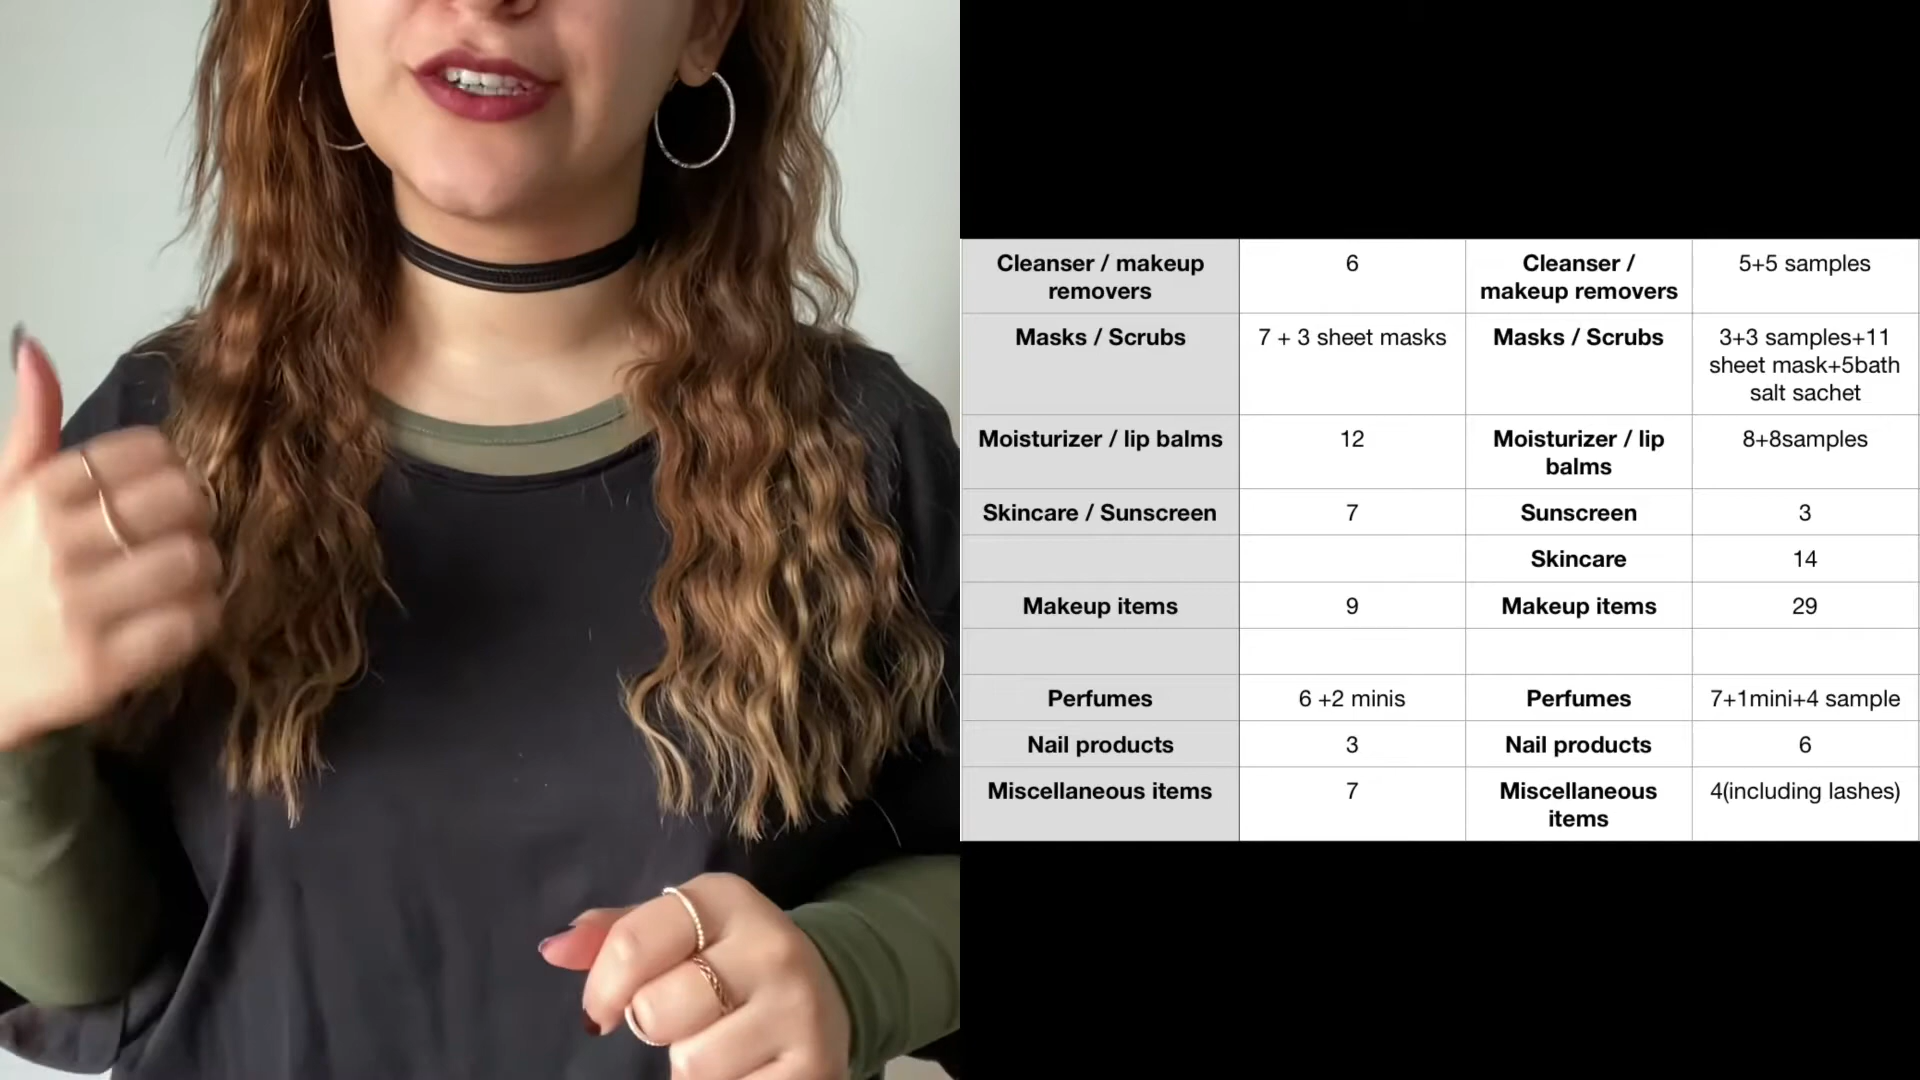 Cleanser / makeup
removers
6
Cleanser /
makeup removers
5+5 samples
Masks / Scrubs
7 + 3 sheet masks
Masks / Scrubs
3+3 samples+11
sheet mask+5bath
salt sachet
Moisturizer / lip balms
12
Moisturizer / lip
balms
8+8samples
Skincare / Sunscreen
7
Sunscreen
3
Skincare
14
Makeup items
9
Makeup items
29
Perfumes
6 +2 minis
Perfumes
7+1mini+4 sample
Nail products
3
Nail products
6
Miscellaneous items
7
Miscellaneous
items
4(including lashes)